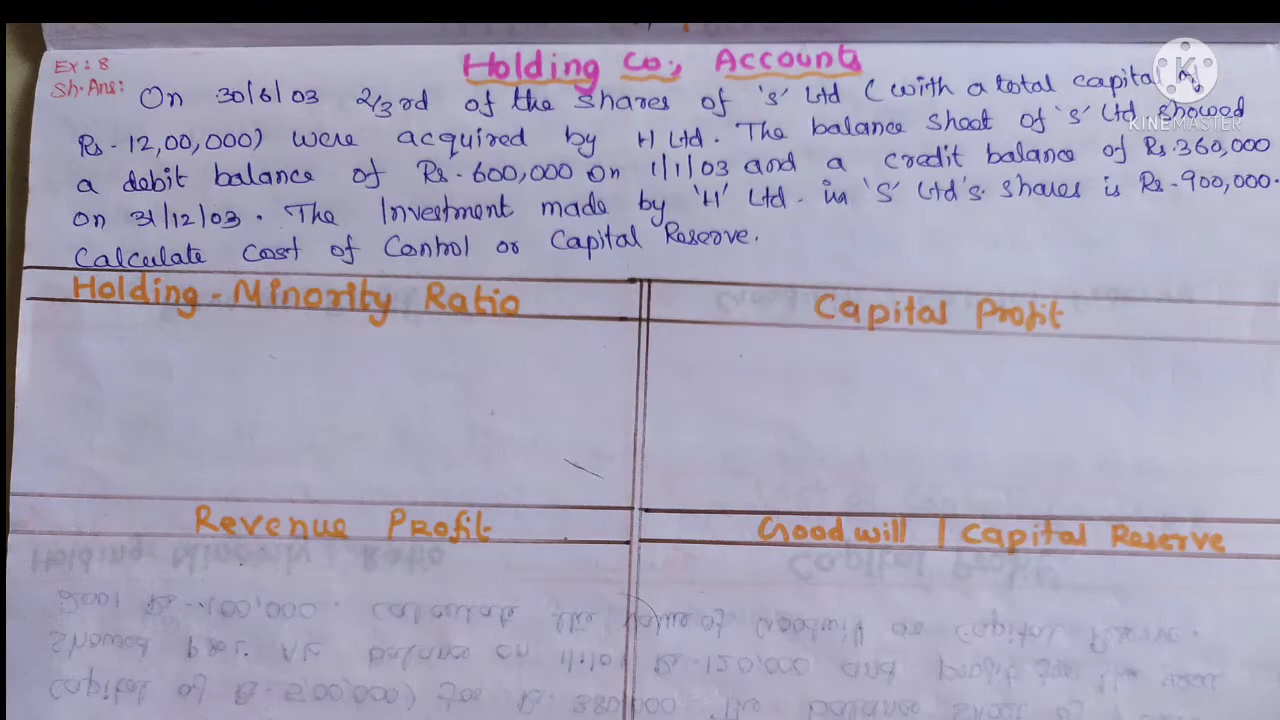 Holding Co., Accounts
Ex: 8
Sh.Ans:
On 30/6/03 2/3rd of the shares of 'S' Ltd (with a total capital of
Rs. 12,00,000) were acquired by H Ltd. The balance sheet of 'S' Ltd showed
a debit balance of Rs. 600,000 on 1/1/03 and a credit balance of Rs. 360,000
on 31/12/03. The Investment made by 'H' Ltd. in 'S' Ltd's shares is Rs. 900,000.
Calculate Cost of Control or Capital Reserve.
K
KINEMASTER
Holding - Minority Ratio
Capital Profit
Revenue Profit
Goodwill / Capital Reserve